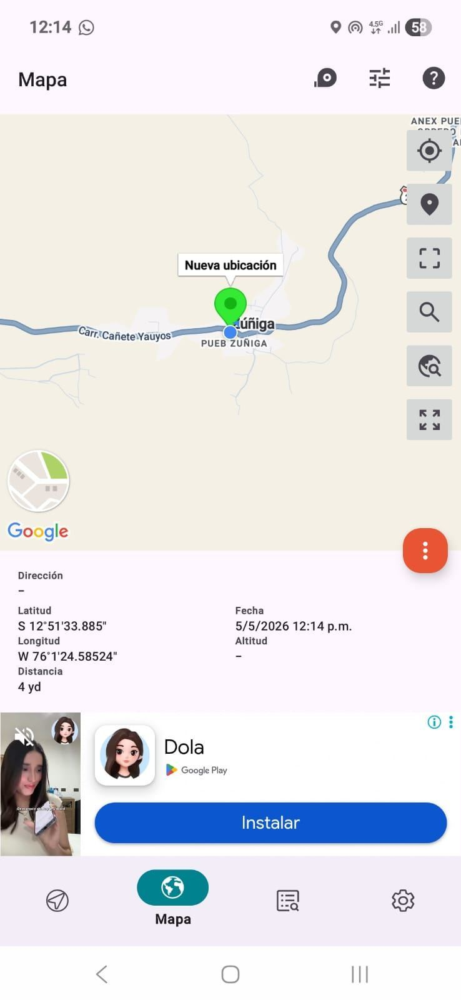 12:14
4.5G
58
Mapa
ANEX PUE
Nueva ubicación
Zúñiga
Carr. Cañete Yauyos
PUEB ZUÑIGA
Google
Dirección
–
Latitud
S 12°51'33.885"
Fecha
5/5/2026 12:14 p.m.
Longitud
W 76°1'24.58524"
Altitud
–
Distancia
4 yd
Dola
Google Play
Instalar
Mapa